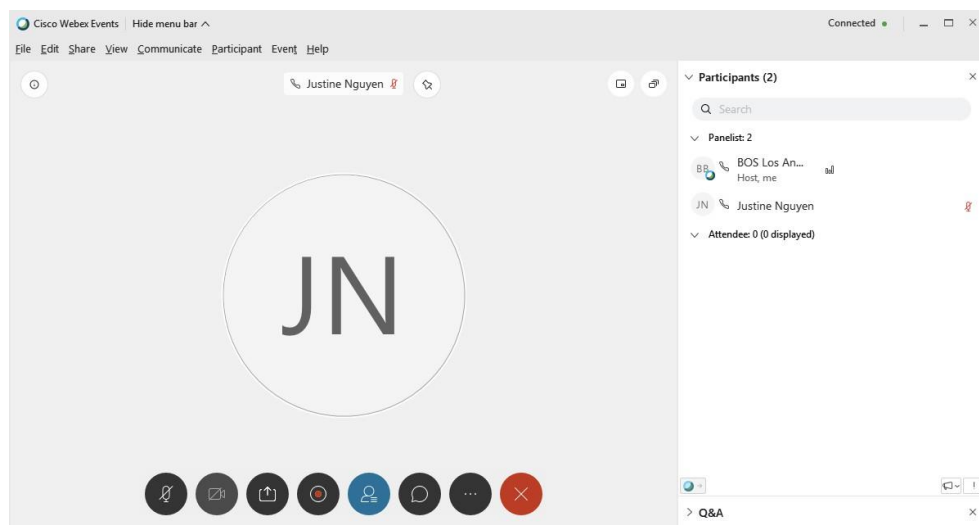 Cisco Webex Events Hide menu bar Connected
File Edit Share View Communicate Participant Event Help
Justine Nguyen
JN
Participants (2)
Search
Panelist: 2
BB BOS Los An...
Host, me
JN Justine Nguyen
Attendee: 0 (0 displayed)
Q&A